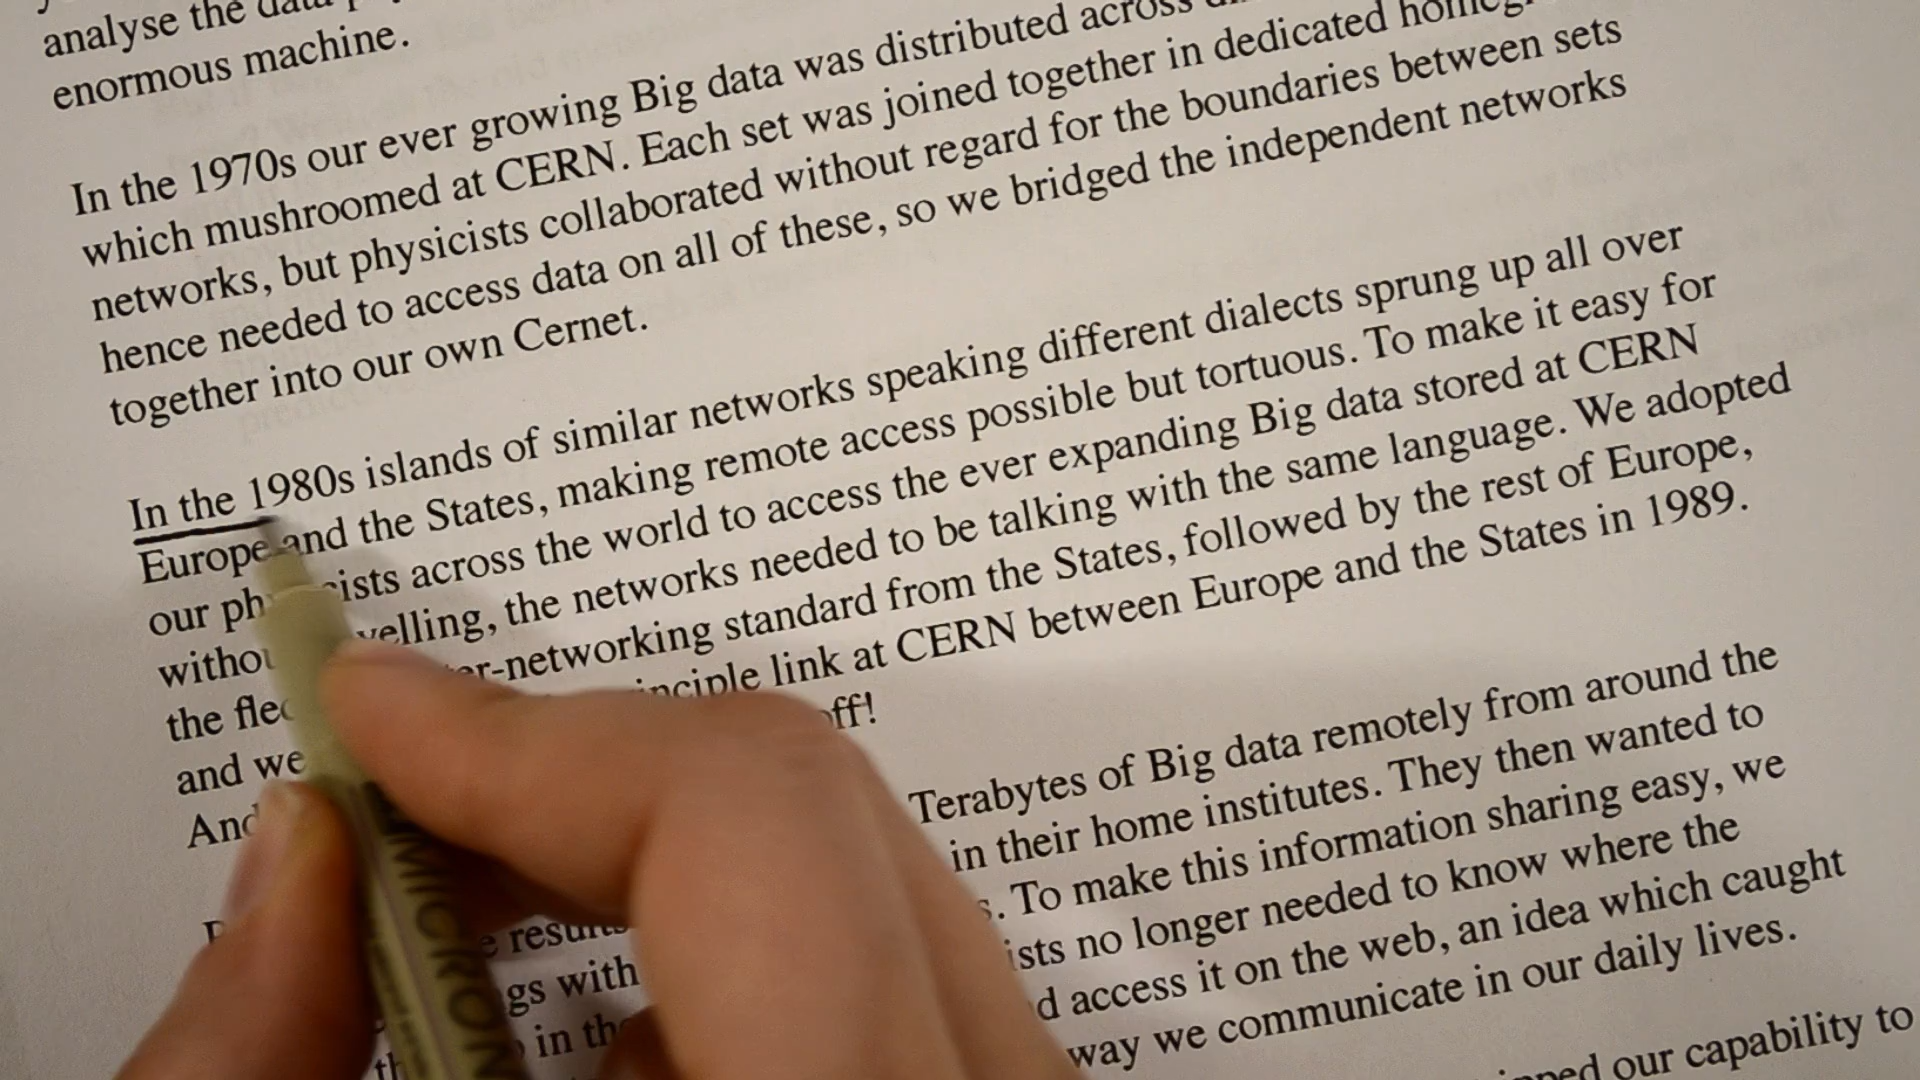 analyse the data
enormous machine.
In the 1970s our ever growing Big data was distributed across
which mushroomed at CERN. Each set was joined together in dedicated
networks, but physicists collaborated without regard for the boundaries between sets
hence needed to access data on all of these, so we bridged the independent networks
together into our own Cernet.
In the 1980s islands of similar networks speaking different dialects sprung up all over
Europe and the States, making remote access possible but tortuous. To make it easy for
our across the world to access the ever expanding Big data stored at CERN
the networks needed to be talking with the same language. We adopted
the standard from the States, followed by the rest of Europe,
and we link at CERN between Europe and the States in 1989.
And off!
Terabytes of Big data remotely from around the
in their home institutes. They then wanted to
To make this information sharing easy, we
no longer needed to know where the
access it on the web, an idea which caught
with way we communicate in our daily lives.
in our capability to
MICRON